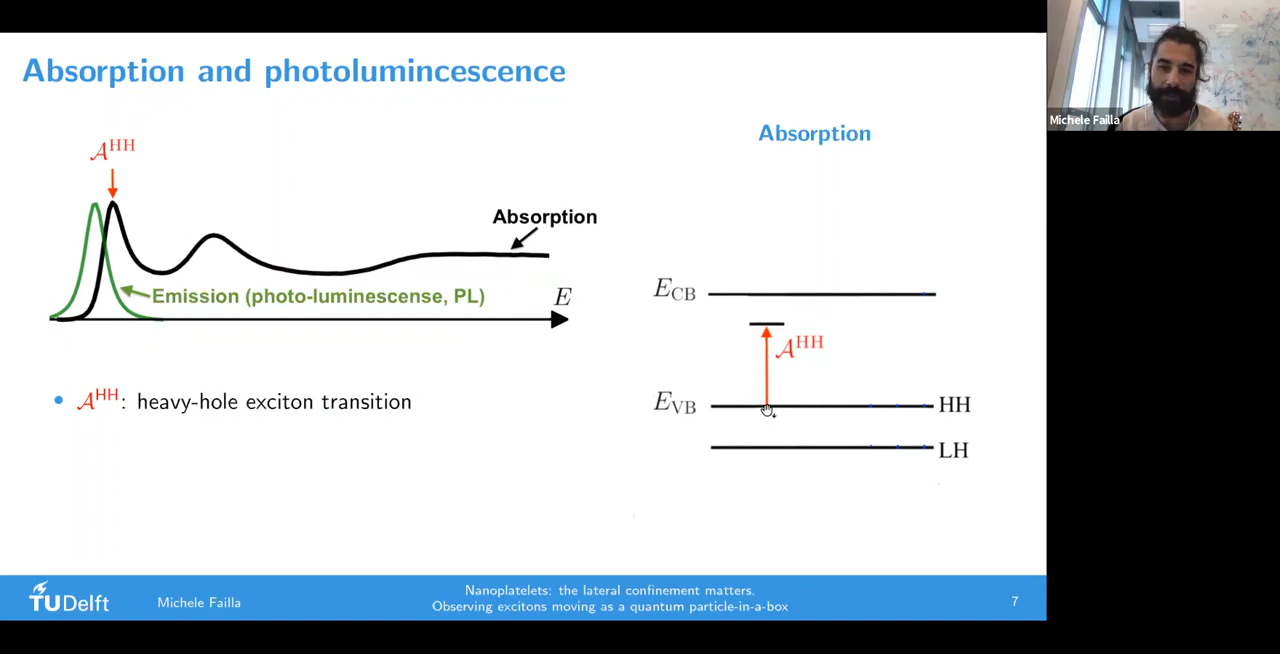 Absorption and photolumincescence
𝒜^HH
Absorption
Emission (photo-luminescense, PL)
E
• 𝒜^HH: heavy-hole exciton transition
Absorption
E_CB
𝒜^HH
E_VB
HH
LH
TUDelft
Michele Failla
Nanoplatelets: the lateral confinement matters.
Observing excitons moving as a quantum particle-in-a-box
7
Michele Failla